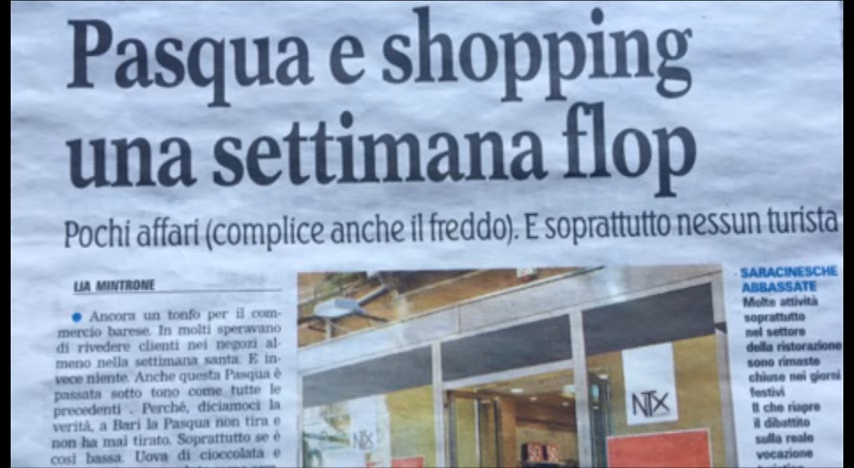 Pasqua e shopping
una settimana flop
Pochi affari (complice anche il freddo). E soprattutto nessun turista
LIA MINTRONE
● Ancora un tonfo per il com-
mercio barese. In molti speravano
di rivedere clienti nei negozi al-
meno nella settimana santa. E in-
vece niente. Anche questa Pasqua è
passata sotto tono come tutte le
precedenti . Perché, diciamoci la
verità, a Bari la Pasqua non tira e
non ha mai tirato. Soprattutto se è
così bassa. Uova di cioccolata e
NTX
NTX
SARACINESCHE
ABBASSATE
Molte attività
soprattutto
nel settore
della ristorazione
sono rimaste
chiuse nei giorni
festivi
Il che riapre
il dibattito
sulla reale
vocazione